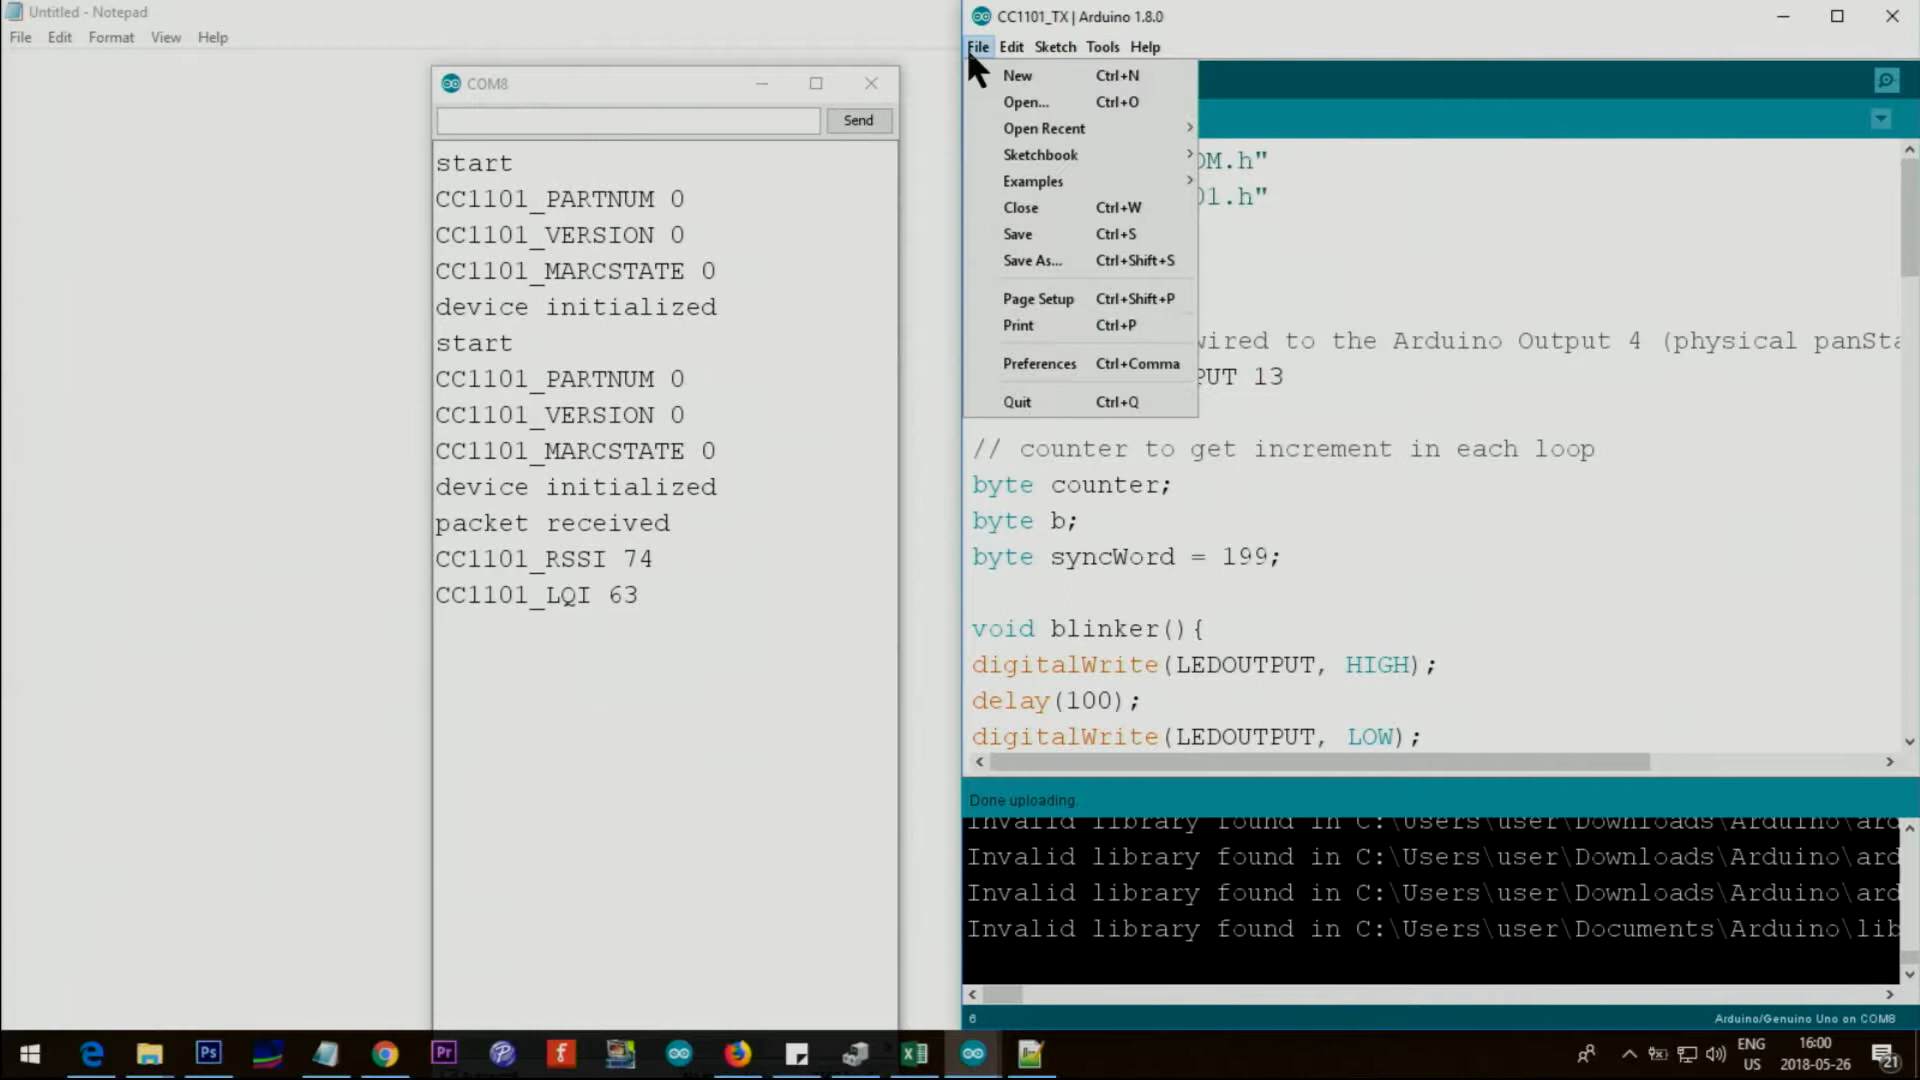 Untitled - Notepad
File Edit Format View Help
COM8
Send
start
CC1101_PARTNUM 0
CC1101_VERSION 0
CC1101_MARCSTATE 0
device initialized
start
CC1101_PARTNUM 0
CC1101_VERSION 0
CC1101_MARCSTATE 0
device initialized
packet received
CC1101_RSSI 74
CC1101_LQI 63
CC1101_TX | Arduino 1.8.0
File Edit Sketch Tools Help
New Ctrl+N
Open... Ctrl+O
Open Recent
Sketchbook
Examples
Close Ctrl+W
Save Ctrl+S
Save As... Ctrl+Shift+S
Page Setup Ctrl+Shift+P
Print Ctrl+P
Preferences Ctrl+Comma
Quit Ctrl+Q
OM.h"
01.h"
wired to the Arduino Output 4 (physical panSta
PUT 13
// counter to get increment in each loop
byte counter;
byte b;
byte syncWord = 199;
void blinker(){
digitalWrite(LEDOUTPUT, HIGH);
delay(100);
digitalWrite(LEDOUTPUT, LOW);
Done uploading.
Invalid library found in C:\Users\user\Downloads\Arduino\ard
Invalid library found in C:\Users\user\Downloads\Arduino\ard
Invalid library found in C:\Users\user\Downloads\Arduino\ard
Invalid library found in C:\Users\user\Documents\Arduino\lib
6
Arduino/Genuino Uno on COM8
Ps
Pr
ENG
US
16:00
2018-05-26
21